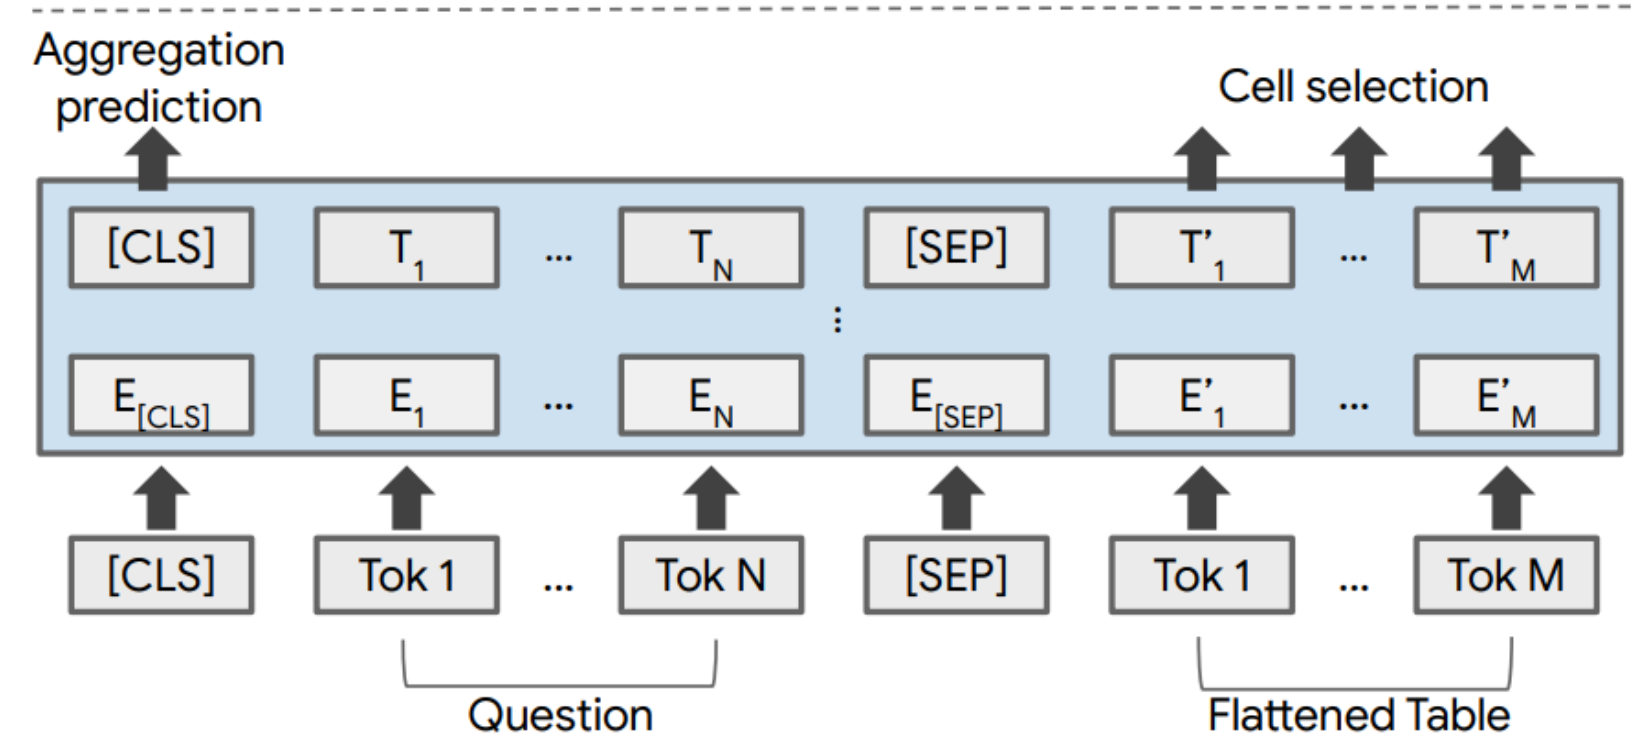 Aggregation
prediction
Cell selection
[CLS] T1 ... TN [SEP] T’1 ... T’M
⋮
E[CLS] E1 ... EN E[SEP] E’1 ... E’M
[CLS] Tok 1 ... Tok N [SEP] Tok 1 ... Tok M
Question
Flattened Table